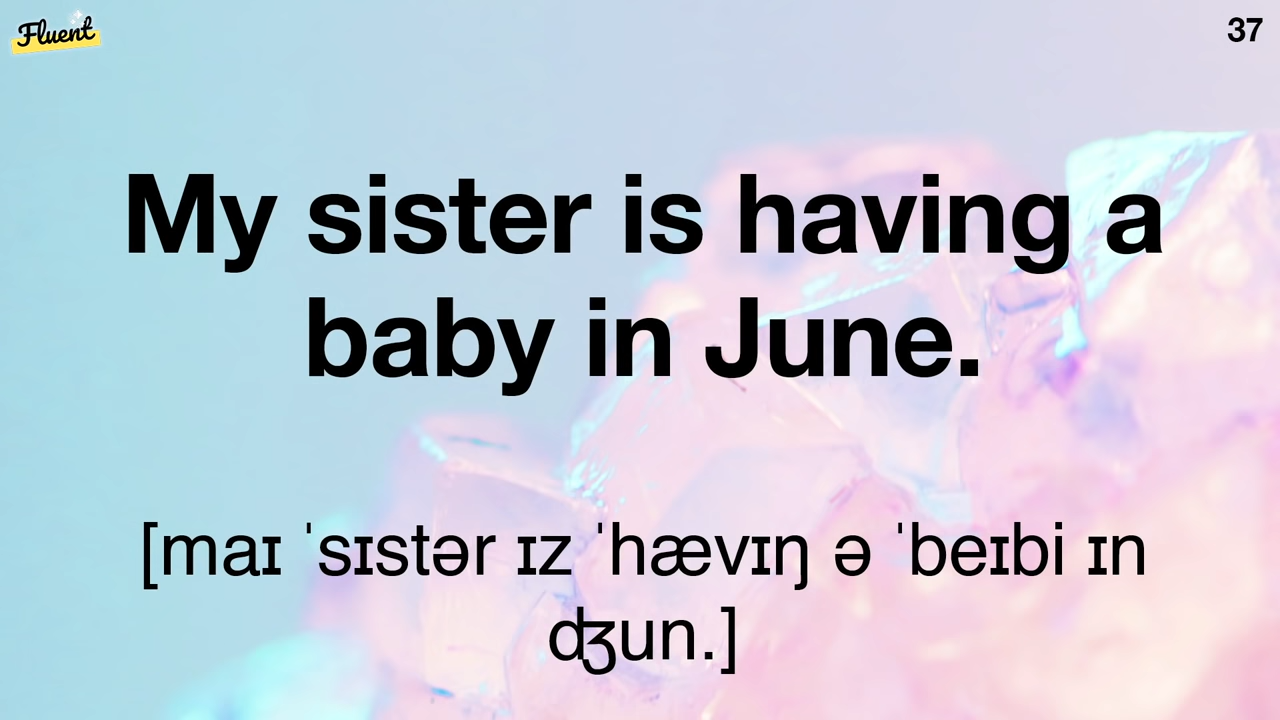 Fluent
37
My sister is having a
baby in June.
[maɪ ˈsɪstər ɪz ˈhævɪŋ ə ˈbeɪbi ɪn
ʤun.]